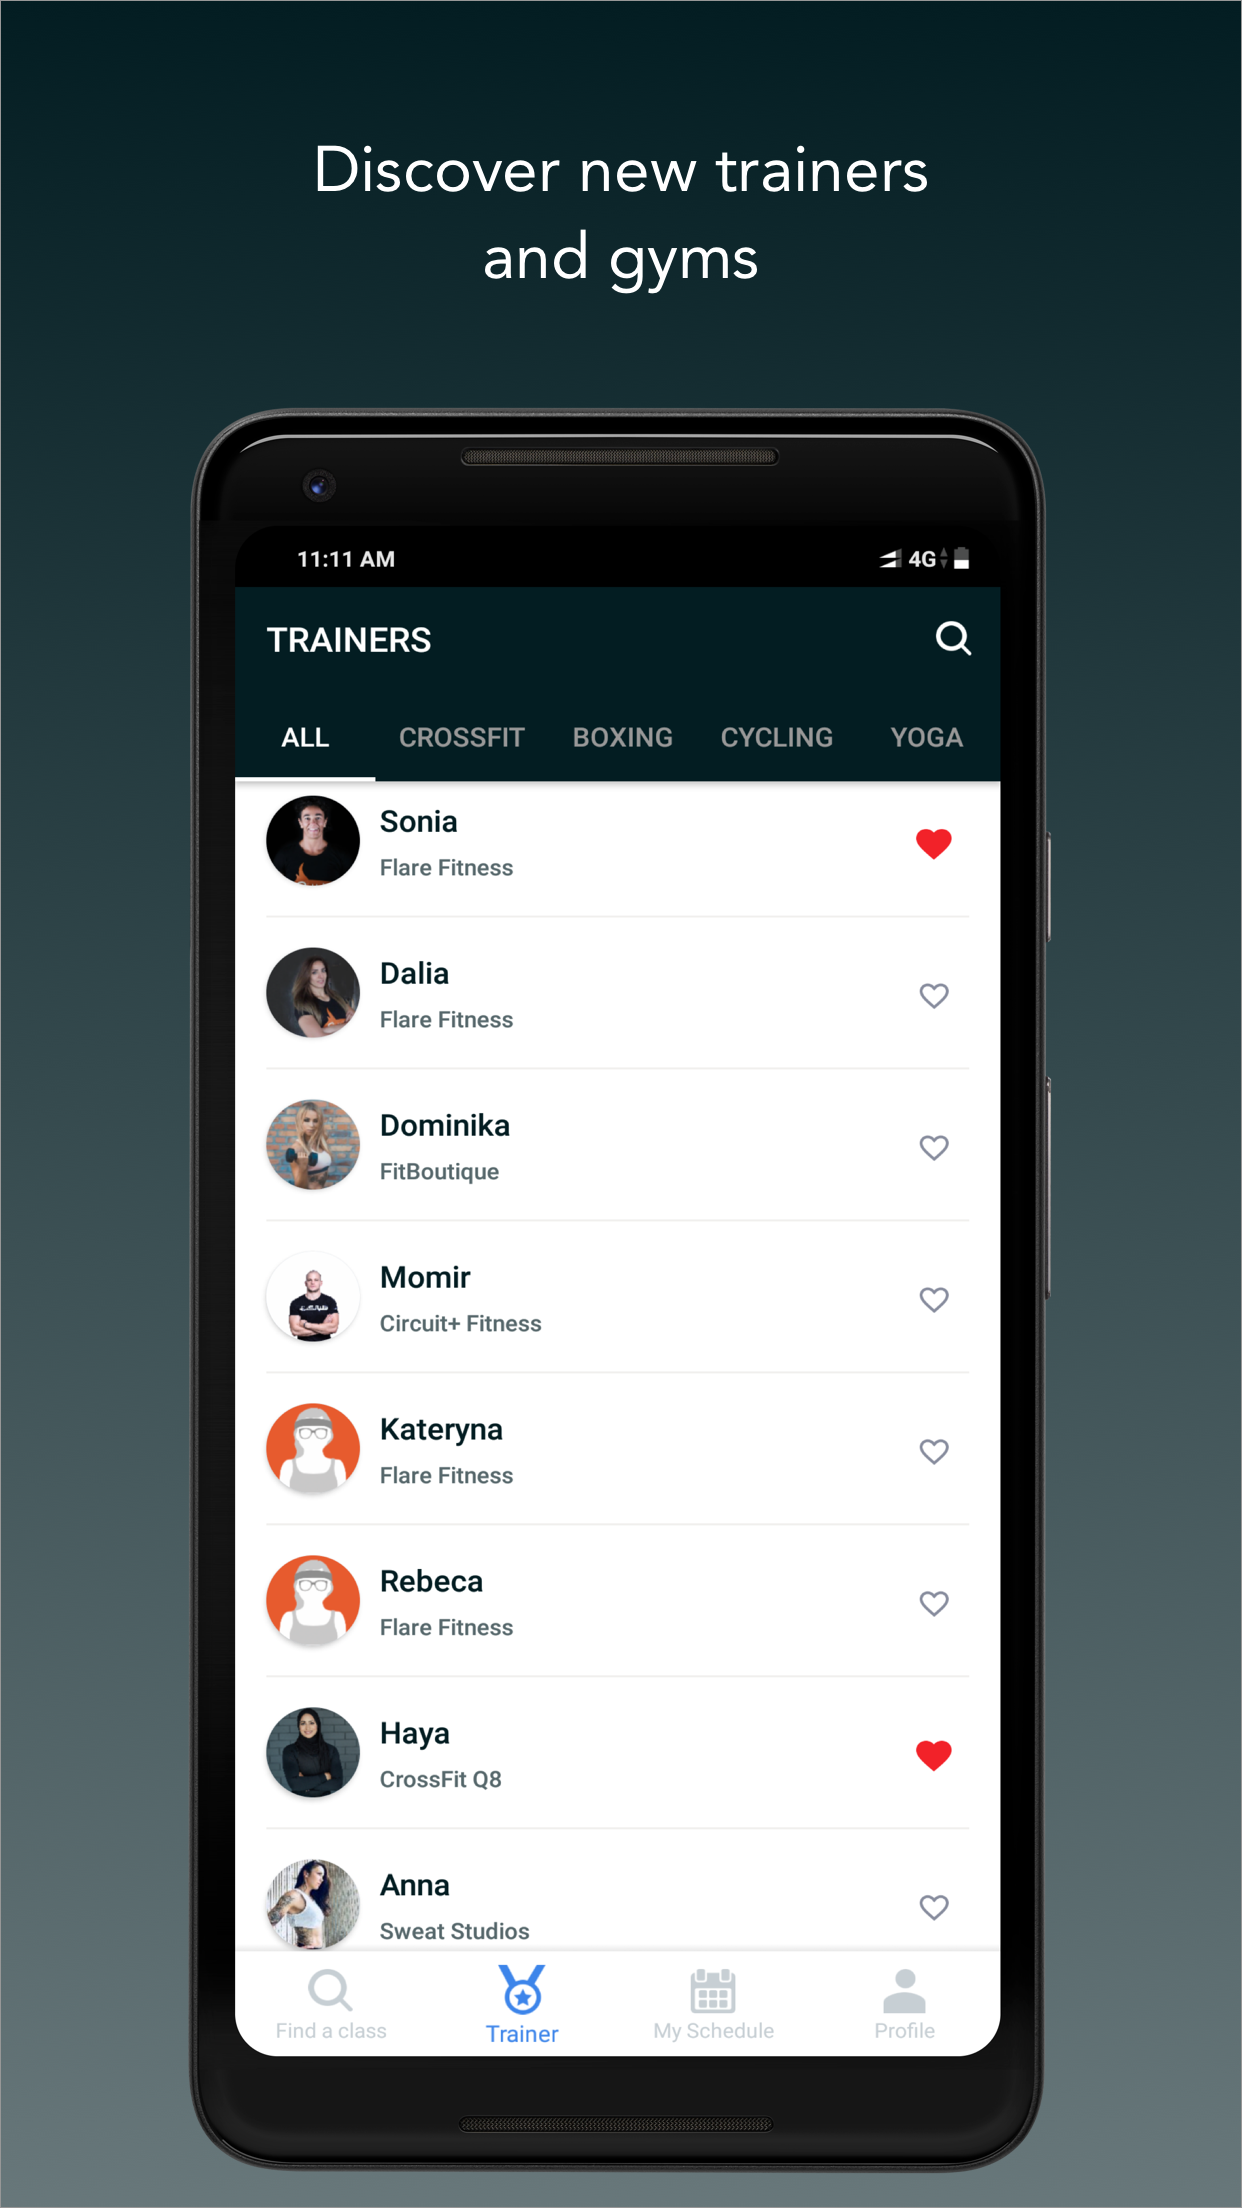 Discover new trainers
and gyms
11:11 AM 4G
TRAINERS
ALL CROSSFIT BOXING CYCLING YOGA
Sonia
Flare Fitness
Dalia
Flare Fitness
Dominika
FitBoutique
Momir
Circuit+ Fitness
Kateryna
Flare Fitness
Rebeca
Flare Fitness
Haya
CrossFit Q8
Anna
Sweat Studios
Find a class Trainer My Schedule Profile